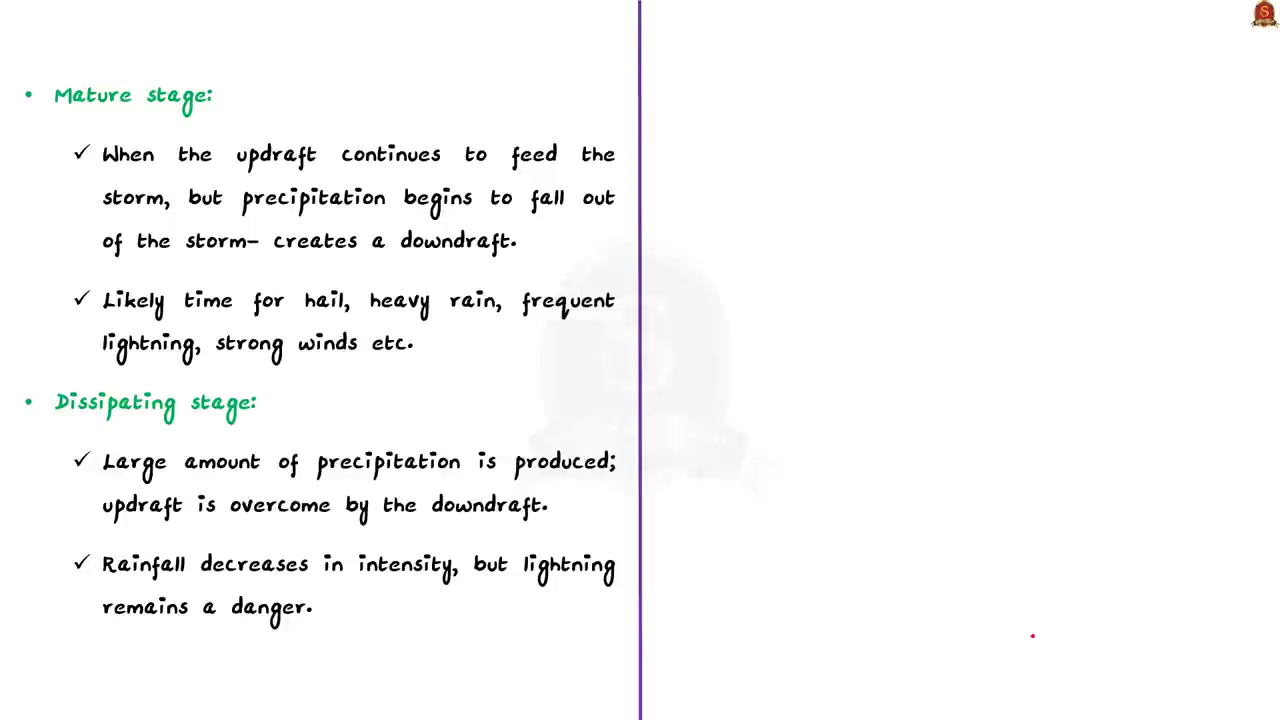 • Mature stage:
✓ When the updraft continues to feed the
storm, but precipitation begins to fall out
of the storm- creates a downdraft.
✓ Likely time for hail, heavy rain, frequent
lightning, strong winds etc.
• Dissipating stage:
✓ Large amount of precipitation is produced;
updraft is overcome by the downdraft.
✓ Rainfall decreases in intensity, but lightning
remains a danger.